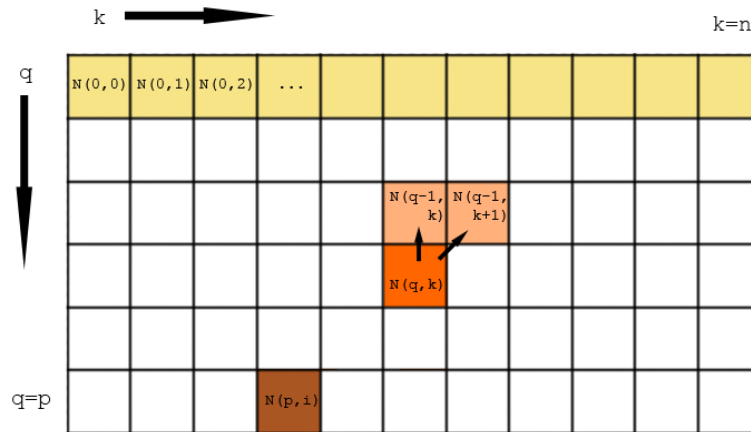 k
k=n
q
N(0,0) N(0,1) N(0,2) ...
N(q-1,
k)
N(q-1,
k+1)
N(q,k)
q=p
N(p,i)